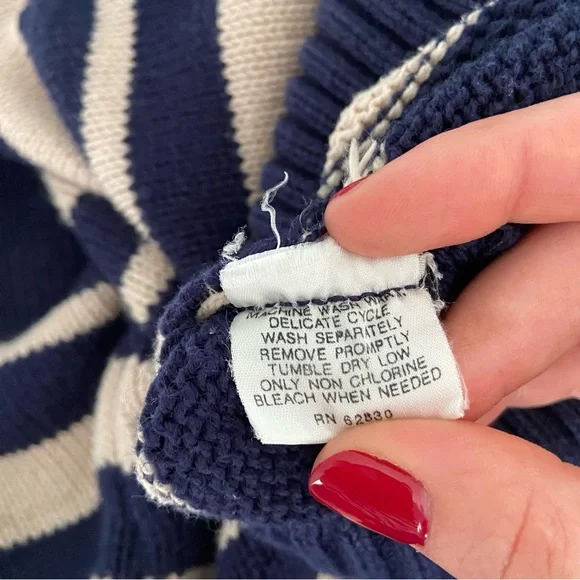 MACHINE WASH WARM
DELICATE CYCLE
WASH SEPARITELY
REMOVE PROMPTLY
TUMBLE DRY LOW
ONLY NON CHLORINE
BLEACH WHEN NEEDED
RN 62830